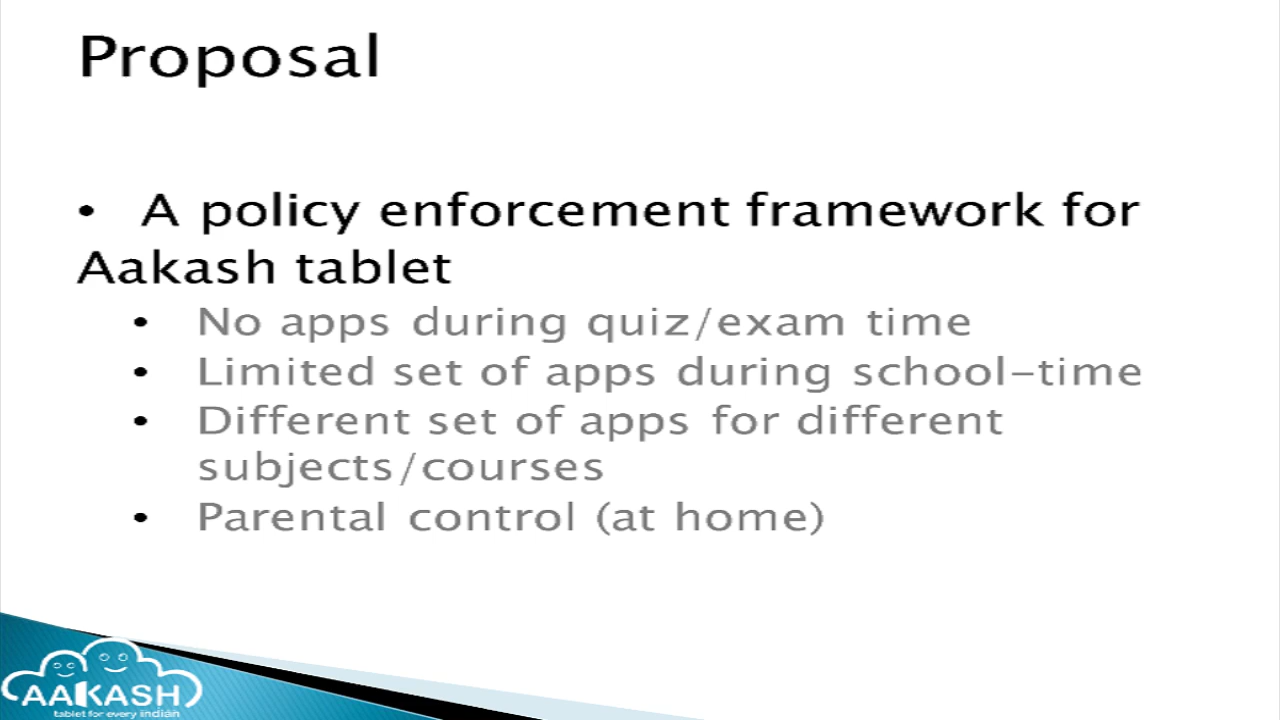 Proposal
• A policy enforcement framework for
Aakash tablet
• No apps during quiz/exam time
• Limited set of apps during school-time
• Different set of apps for different
subjects/courses
• Parental control (at home)
AAKASH
tablet for every indian